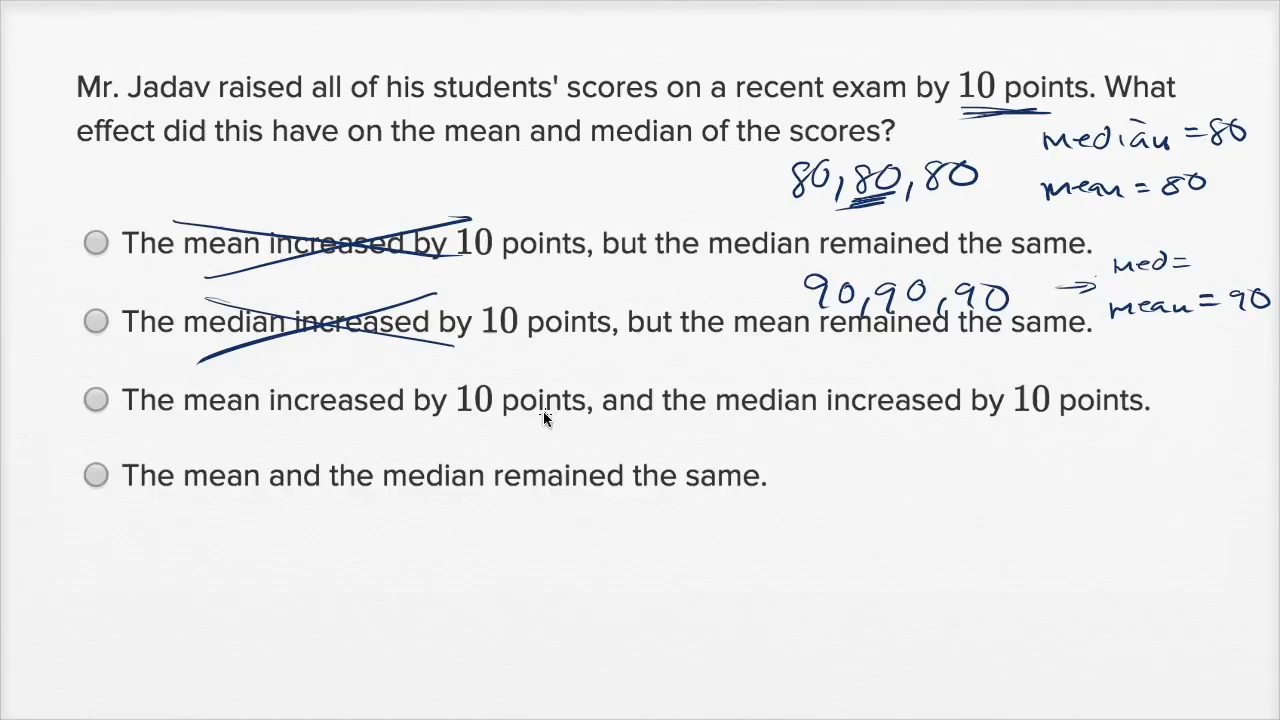 Mr. Jadav raised all of his students' scores on a recent exam by 10 points. What
effect did this have on the mean and median of the scores?
median = 80
80, 80, 80
mean = 80
The mean increased by 10 points, but the median remained the same.
med =
90, 90, 90
mean = 90
The median increased by 10 points, but the mean remained the same.
The mean increased by 10 points, and the median increased by 10 points.
The mean and the median remained the same.